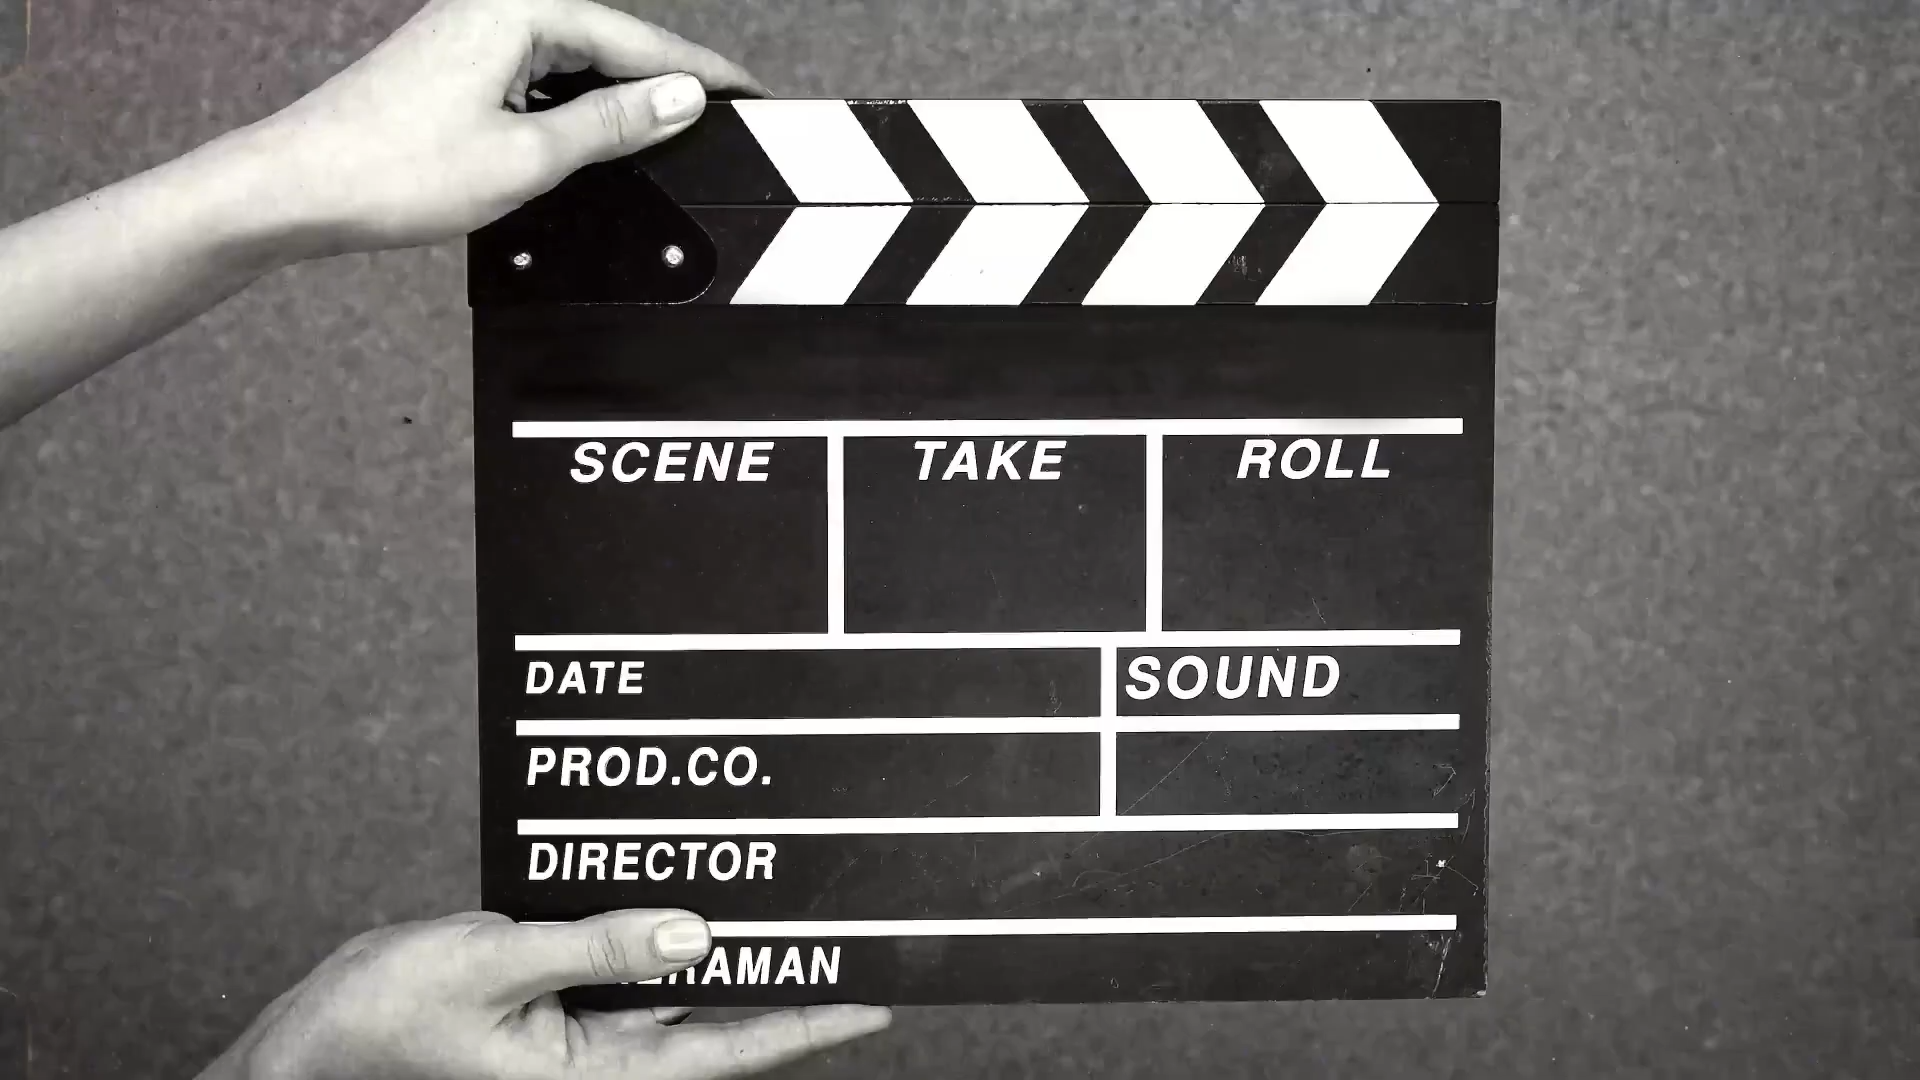 SCENE TAKE ROLL
DATE SOUND
PROD.CO.
DIRECTOR